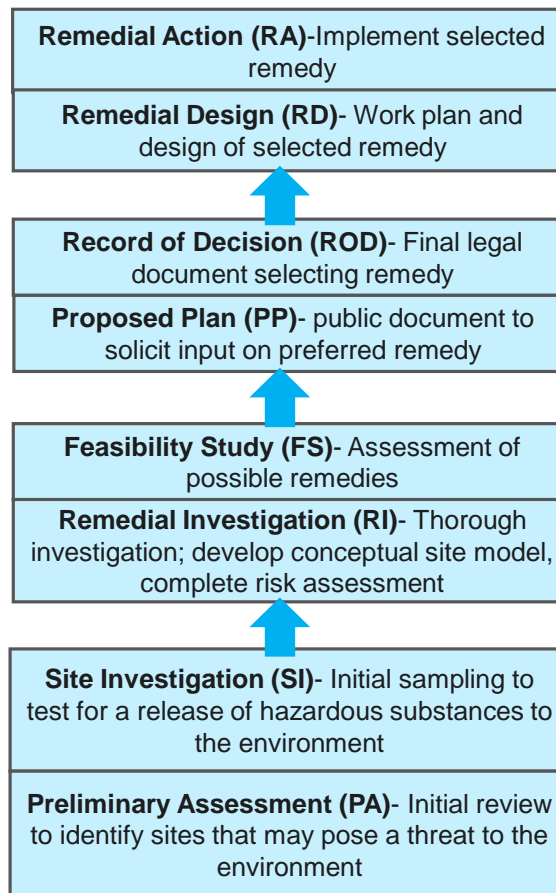 Remedial Action (RA)-Implement selected
remedy
Remedial Design (RD)- Work plan and
design of selected remedy
Record of Decision (ROD)- Final legal
document selecting remedy
Proposed Plan (PP)- public document to
solicit input on preferred remedy
Feasibility Study (FS)- Assessment of
possible remedies
Remedial Investigation (RI)- Thorough
investigation; develop conceptual site model,
complete risk assessment
Site Investigation (SI)- Initial sampling to
test for a release of hazardous substances to
the environment
Preliminary Assessment (PA)- Initial review
to identify sites that may pose a threat to the
environment